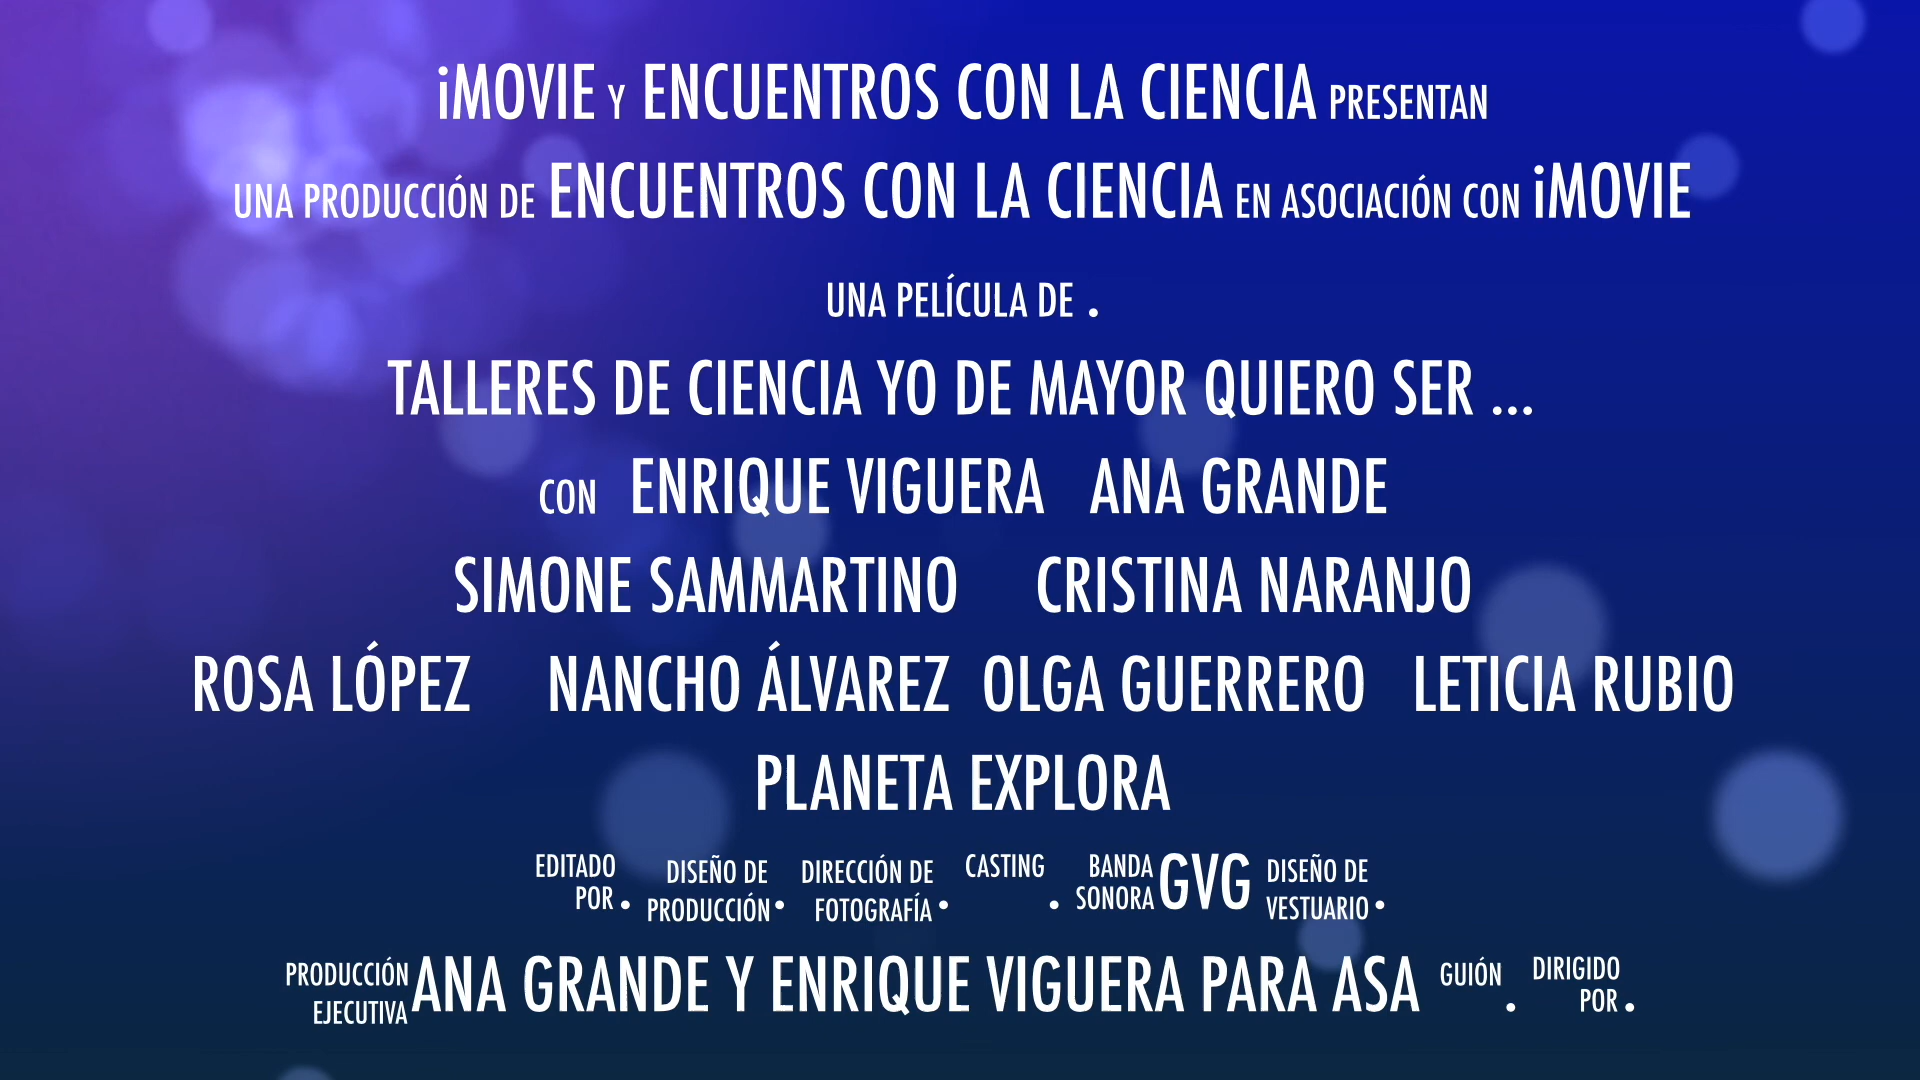 iMOVIE Y ENCUENTROS CON LA CIENCIA PRESENTAN
UNA PRODUCCIÓN DE ENCUENTROS CON LA CIENCIA EN ASOCIACIÓN CON iMOVIE
UNA PELÍCULA DE .
TALLERES DE CIENCIA YO DE MAYOR QUIERO SER ...
CON ENRIQUE VIGUERA ANA GRANDE
SIMONE SAMMARTINO CRISTINA NARANJO
ROSA LÓPEZ NANCHO ÁLVAREZ OLGA GUERRERO LETICIA RUBIO
PLANETA EXPLORA
EDITADO POR . DISEÑO DE PRODUCCIÓN . DIRECCIÓN DE FOTOGRAFÍA . CASTING . BANDA SONORA GVG DISEÑO DE VESTUARIO .
PRODUCCIÓN EJECUTIVA ANA GRANDE Y ENRIQUE VIGUERA PARA ASA GUIÓN . DIRIGIDO POR .